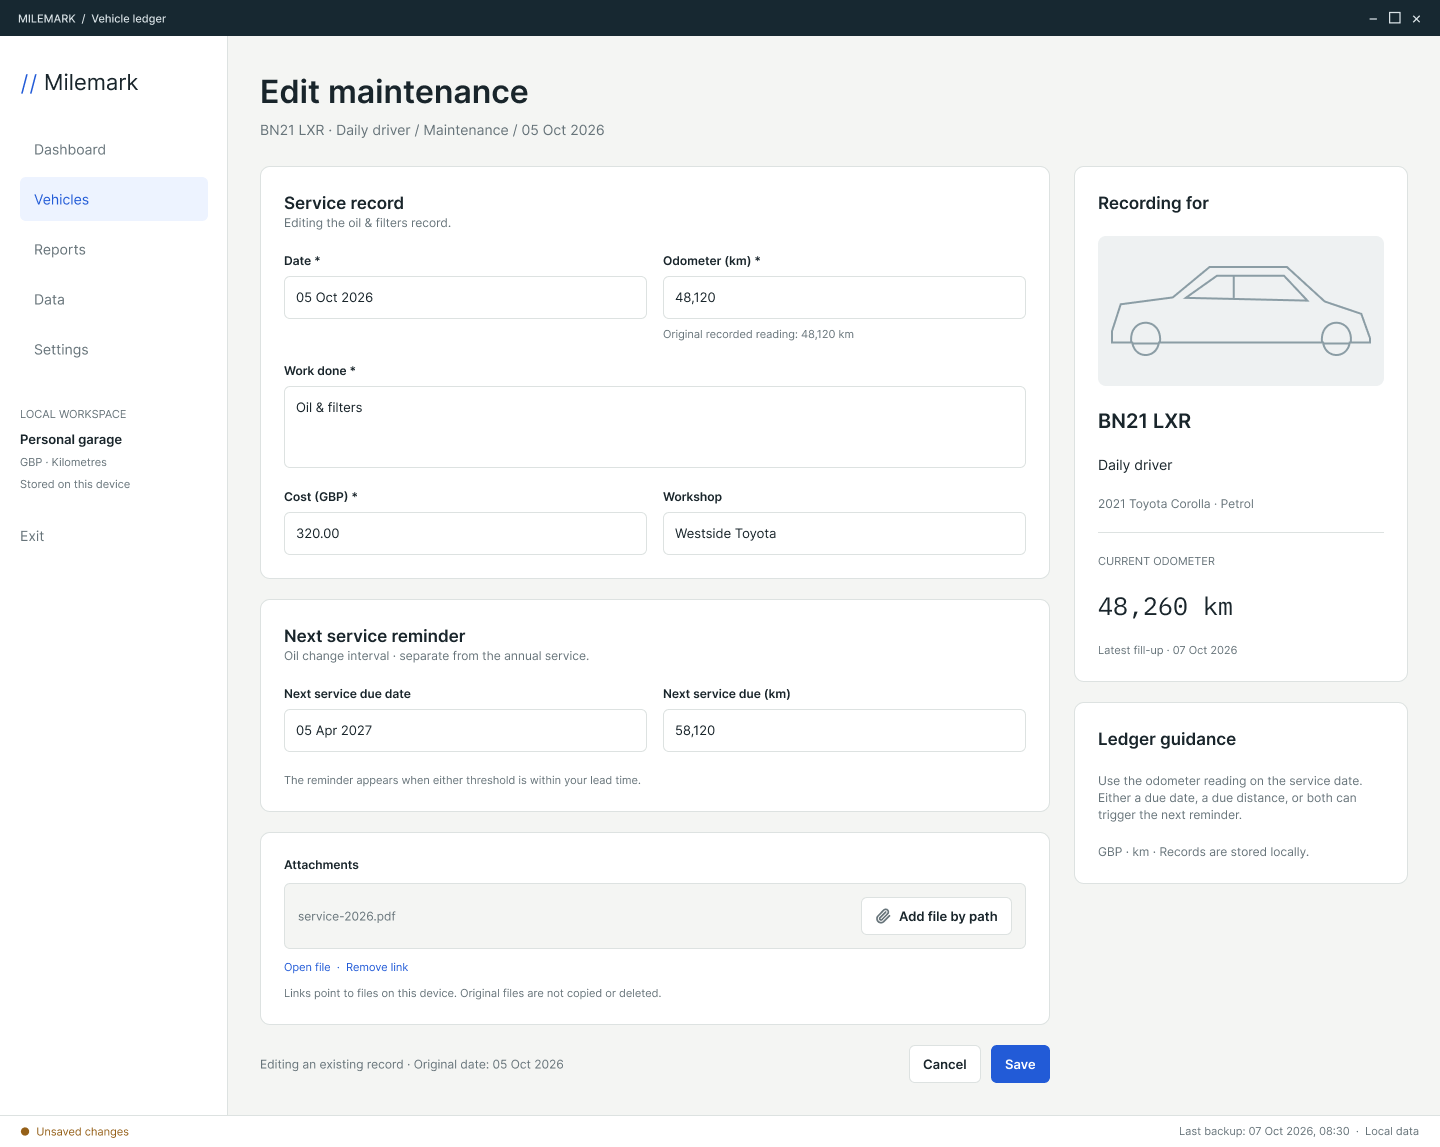 MILEMARK / Vehicle ledger
// Milemark
Dashboard
Vehicles
Reports
Data
Settings
LOCAL WORKSPACE
Personal garage
GBP · Kilometres
Stored on this device
Exit
Edit maintenance
BN21 LXR · Daily driver / Maintenance / 05 Oct 2026
Service record
Editing the oil & filters record.
Date *
Odometer (km) *
05 Oct 2026
48,120
Original recorded reading: 48,120 km
Work done *
Oil & filters
Cost (GBP) *
Workshop
320.00
Westside Toyota
Next service reminder
Oil change interval · separate from the annual service.
Next service due date
Next service due (km)
05 Apr 2027
58,120
The reminder appears when either threshold is within your lead time.
Attachments
service-2026.pdf
Add file by path
Open file · Remove link
Links point to files on this device. Original files are not copied or deleted.
Editing an existing record · Original date: 05 Oct 2026
Cancel
Save
Recording for
BN21 LXR
Daily driver
2021 Toyota Corolla · Petrol
CURRENT ODOMETER
48,260 km
Latest fill-up · 07 Oct 2026
Ledger guidance
Use the odometer reading on the service date.
Either a due date, a due distance, or both can
trigger the next reminder.
GBP · km · Records are stored locally.
Unsaved changes
Last backup: 07 Oct 2026, 08:30 · Local data